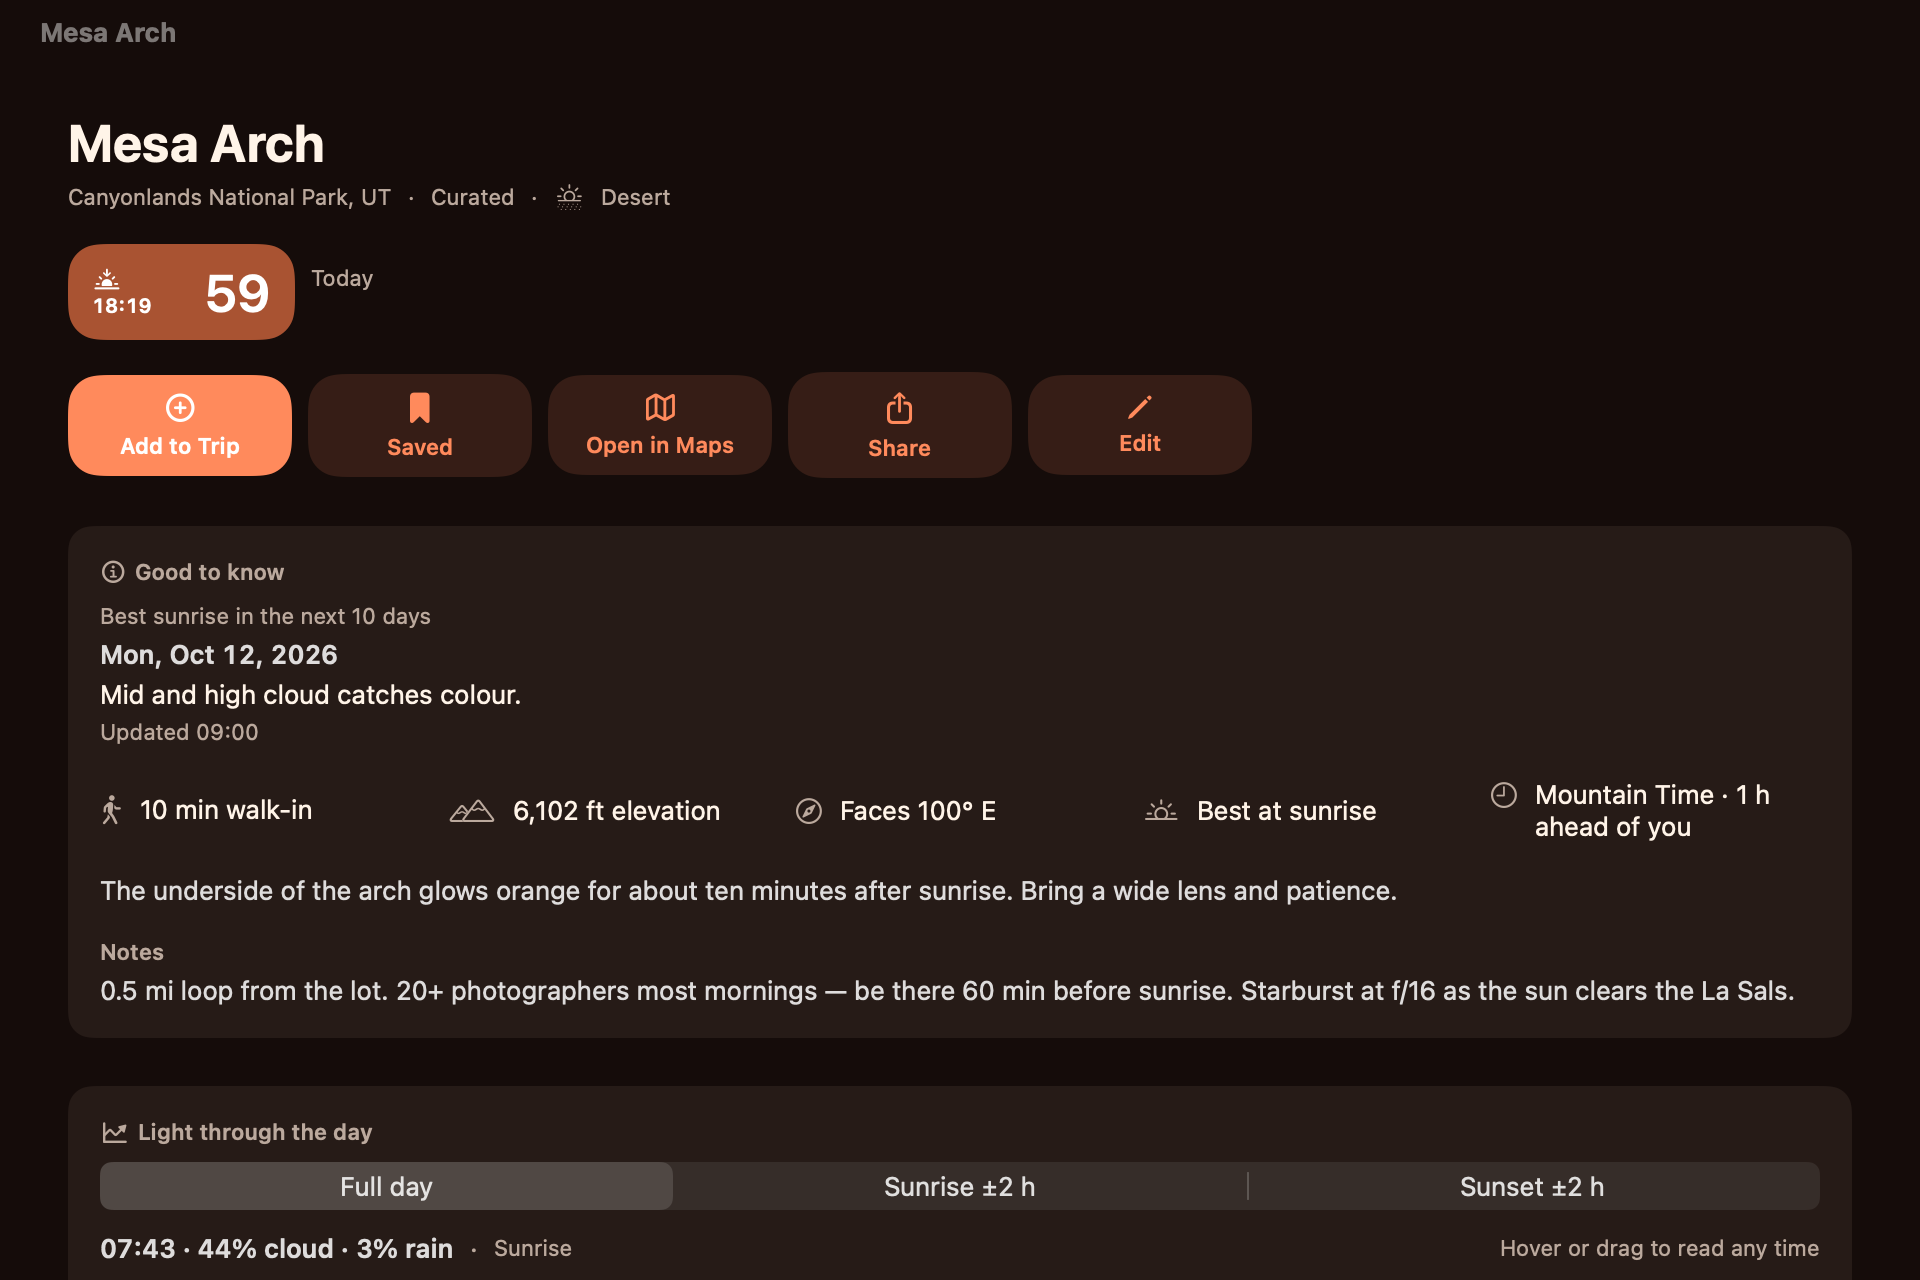 Mesa Arch
Mesa Arch
Canyonlands National Park, UT · Curated · Desert
18:19 59 Today
Add to Trip
Saved
Open in Maps
Share
Edit
Good to know
Best sunrise in the next 10 days
Mon, Oct 12, 2026
Mid and high cloud catches colour.
Updated 09:00
10 min walk-in
6,102 ft elevation
Faces 100° E
Best at sunrise
Mountain Time · 1 h
ahead of you
The underside of the arch glows orange for about ten minutes after sunrise. Bring a wide lens and patience.
Notes
0.5 mi loop from the lot. 20+ photographers most mornings — be there 60 min before sunrise. Starburst at f/16 as the sun clears the La Sals.
Light through the day
Full day
Sunrise ±2 h
Sunset ±2 h
07:43 · 44% cloud · 3% rain · Sunrise
Hover or drag to read any time